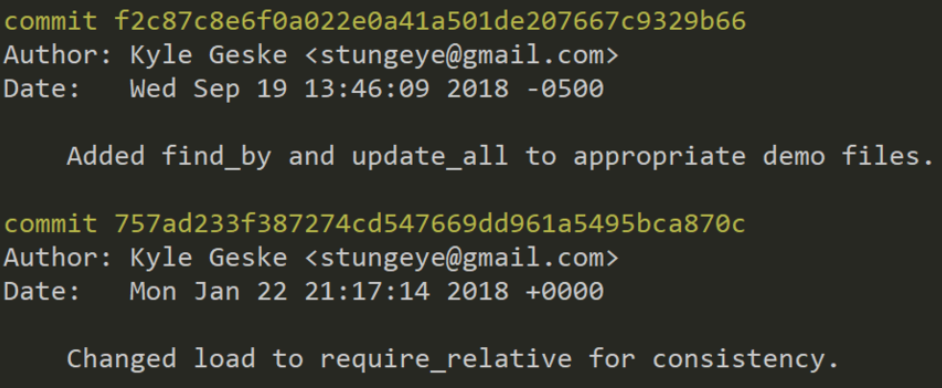 commit f2c87c8e6f0a022e0a41a501de207667c9329b66
Author: Kyle Geske <stungeye@gmail.com>
Date:   Wed Sep 19 13:46:09 2018 -0500
Added find_by and update_all to appropriate demo files.
commit 757ad233f387274cd547669dd961a5495bca870c
Author: Kyle Geske <stungeye@gmail.com>
Date:   Mon Jan 22 21:17:14 2018 +0000
Changed load to require_relative for consistency.